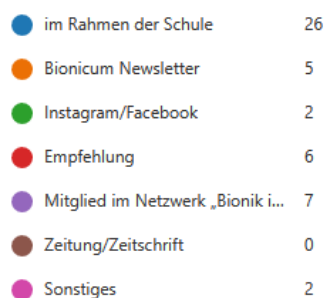 im Rahmen der Schule 26
Bionicum Newsletter 5
Instagram/Facebook 2
Empfehlung 6
Mitglied im Netzwerk „Bionik i... 7
Zeitung/Zeitschrift 0
Sonstiges 2